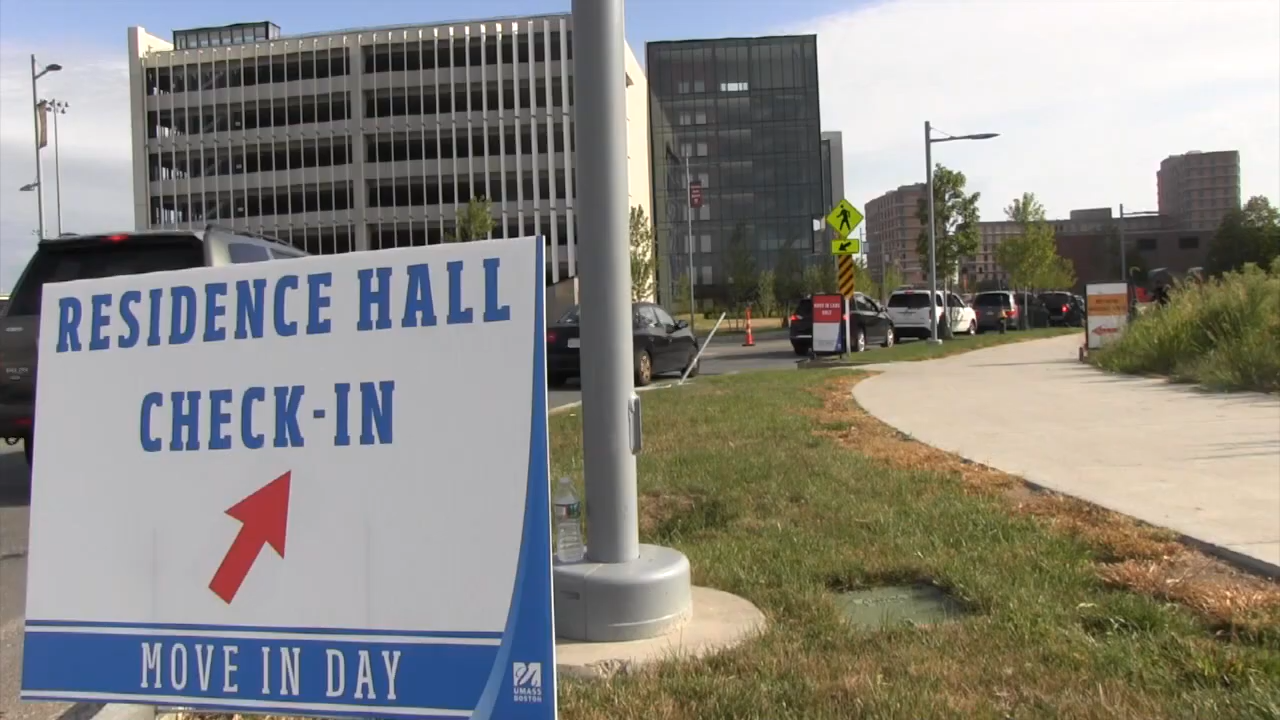 RESIDENCE HALL
CHECK-IN
MOVE IN DAY
UMASS
BOSTON